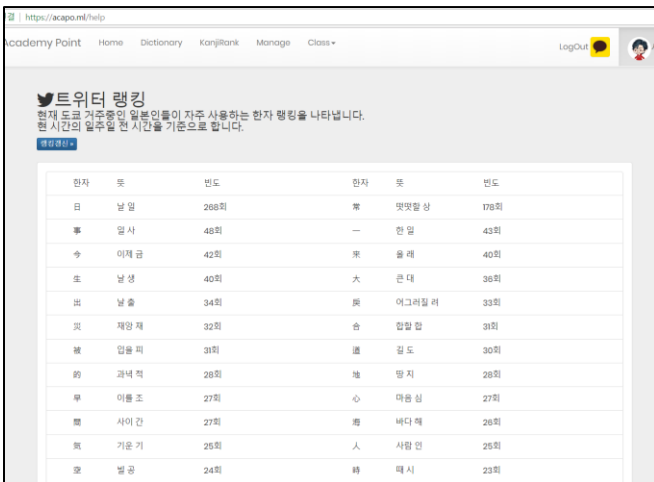 결 | https://acapo.ml/help
Academy Point Home Dictionary KanjiRank Manage Class LogOut
트위터 랭킹
현재 도쿄 거주중인 일본인들이 자주 사용하는 한자 랭킹을 나타냅니다.
현 시간의 일주일 전 시간을 기준으로 합니다.
랭킹갱신 »
한자 뜻 빈도 한자 뜻 빈도
日 날 일 268회 常 떳떳할 상 178회
事 일 사 48회 一 한 일 43회
今 이제 금 42회 来 올 래 40회
生 날 생 40회 大 큰 대 36회
出 날 출 34회 戻 어그러질 려 33회
災 재앙 재 32회 合 합할 합 31회
被 입을 피 31회 道 길 도 30회
的 과녁 적 28회 地 땅 지 28회
早 이를 조 27회 心 마음 심 27회
間 사이 간 27회 海 바다 해 26회
気 기운 기 25회 人 사람 인 25회
空 빌 공 24회 時 때 시 23회